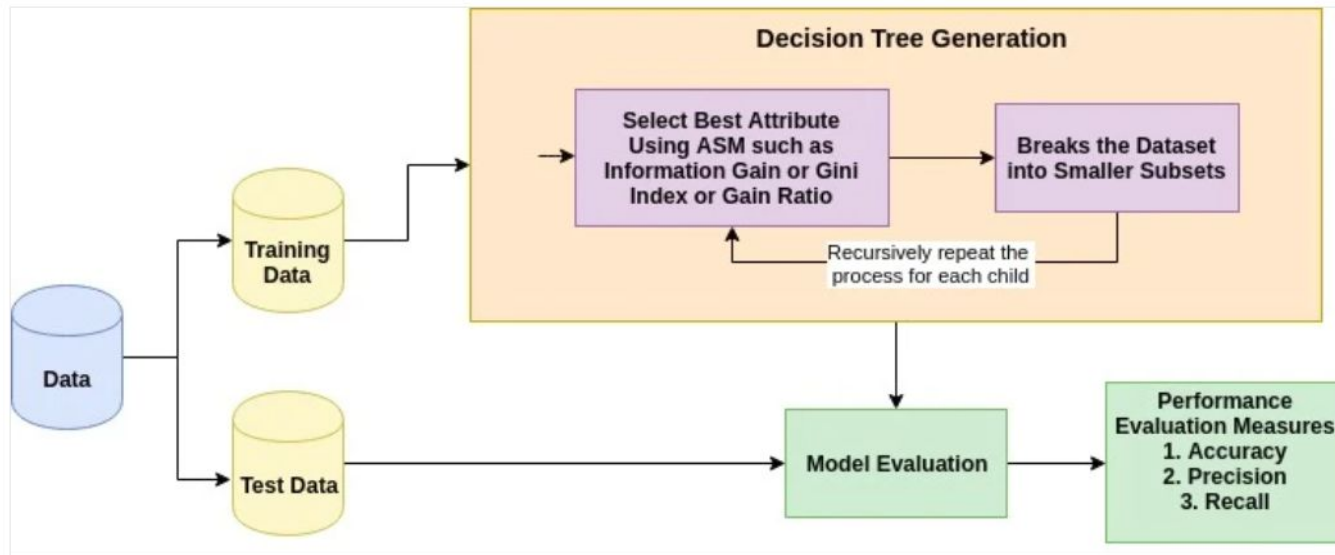 Decision Tree Generation
Select Best Attribute
Using ASM such as
Information Gain or Gini
Index or Gain Ratio
Breaks the Dataset
into Smaller Subsets
Recursively repeat the
process for each child
Training
Data
Data
Test Data
Model Evaluation
Performance
Evaluation Measures
1. Accuracy
2. Precision
3. Recall